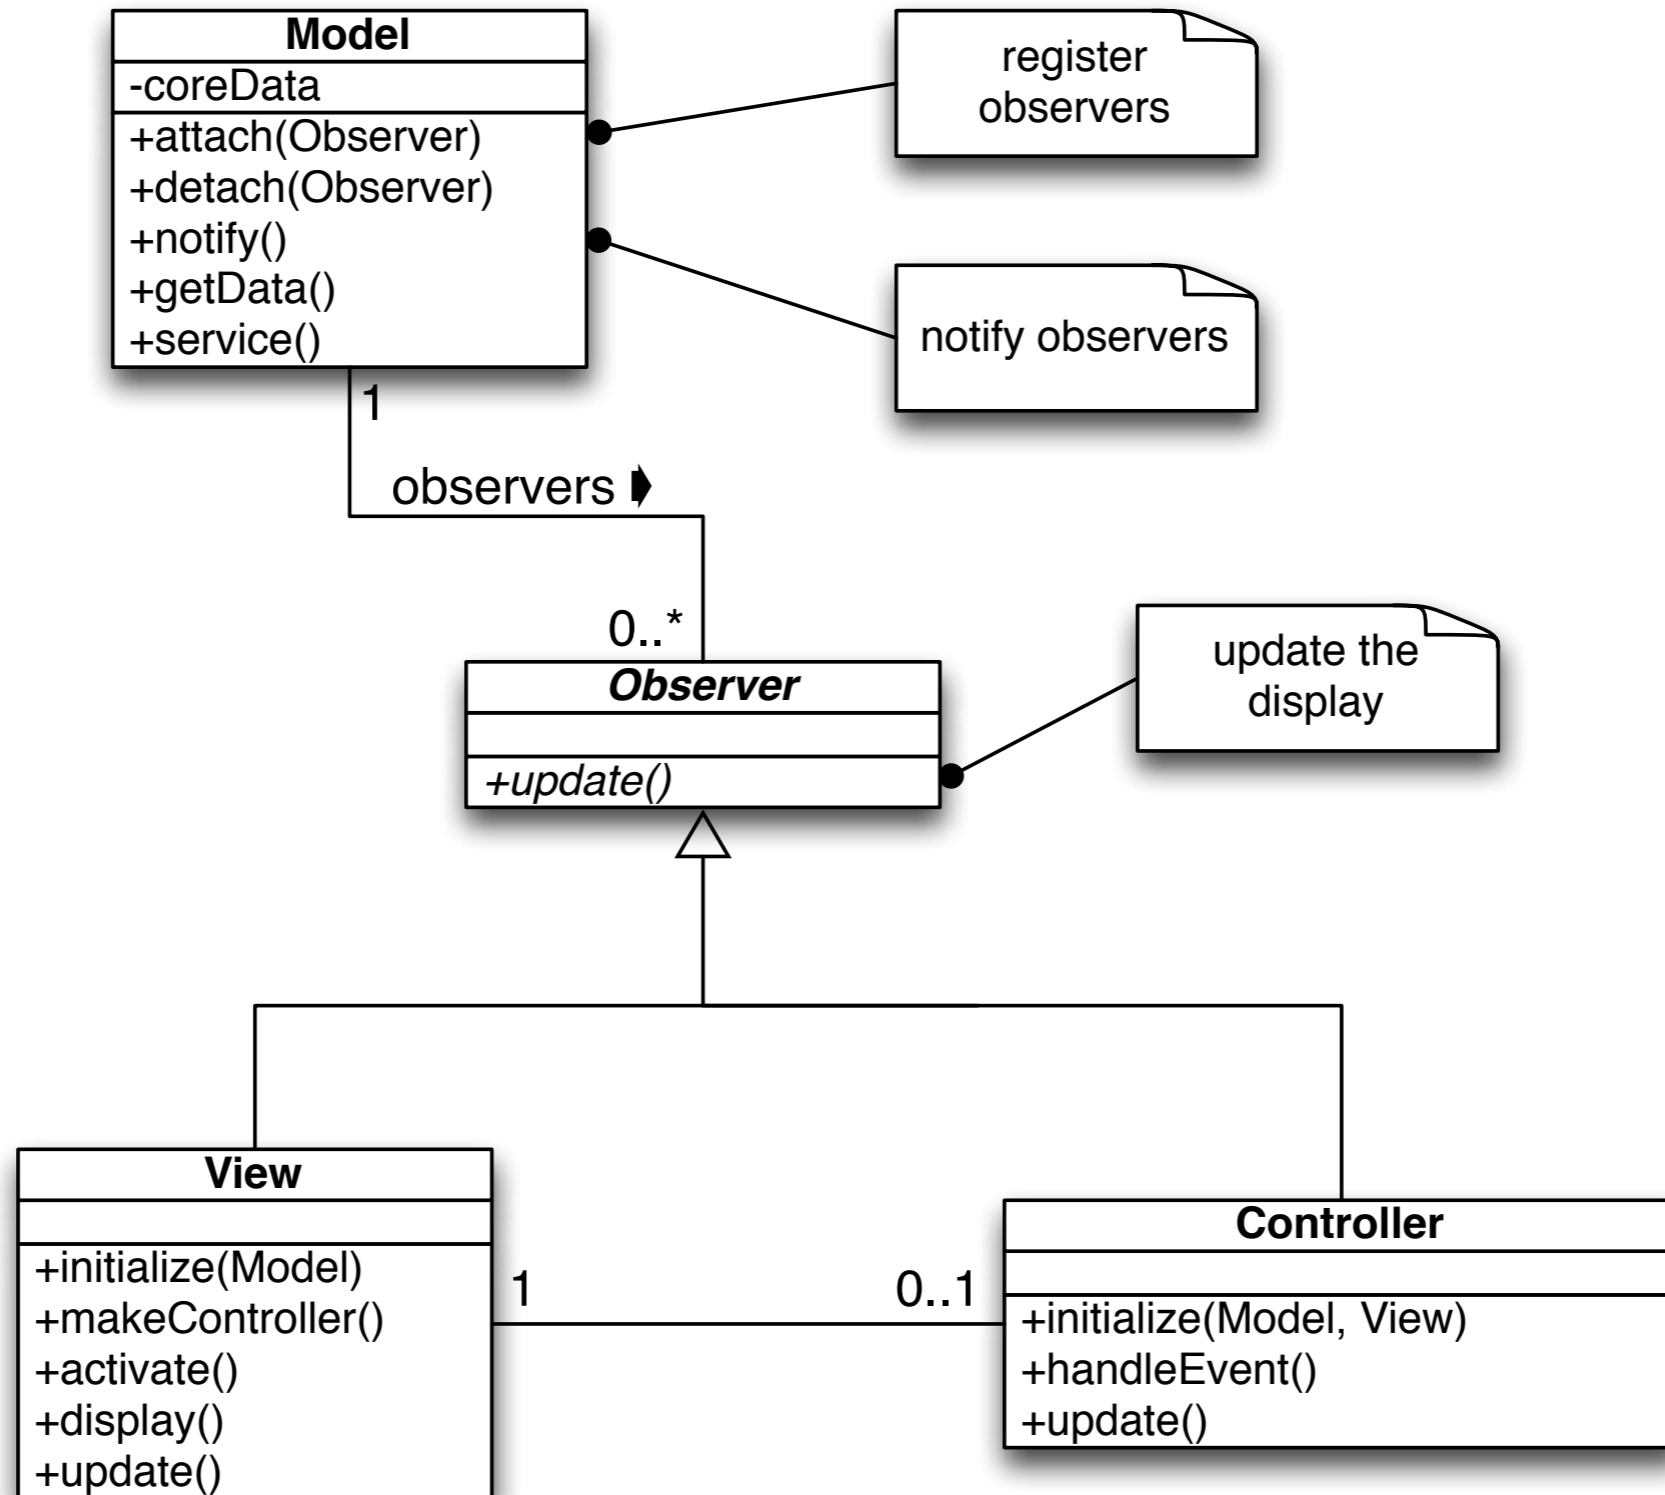 Model
-coreData
+attach(Observer)
+detach(Observer)
+notify()
+getData()
+service()
register
observers
notify observers
1
observers
0..*
Observer
+update()
update the
display
View
+initialize(Model)
+makeController()
+activate()
+display()
+update()
1
0..1
Controller
+initialize(Model, View)
+handleEvent()
+update()